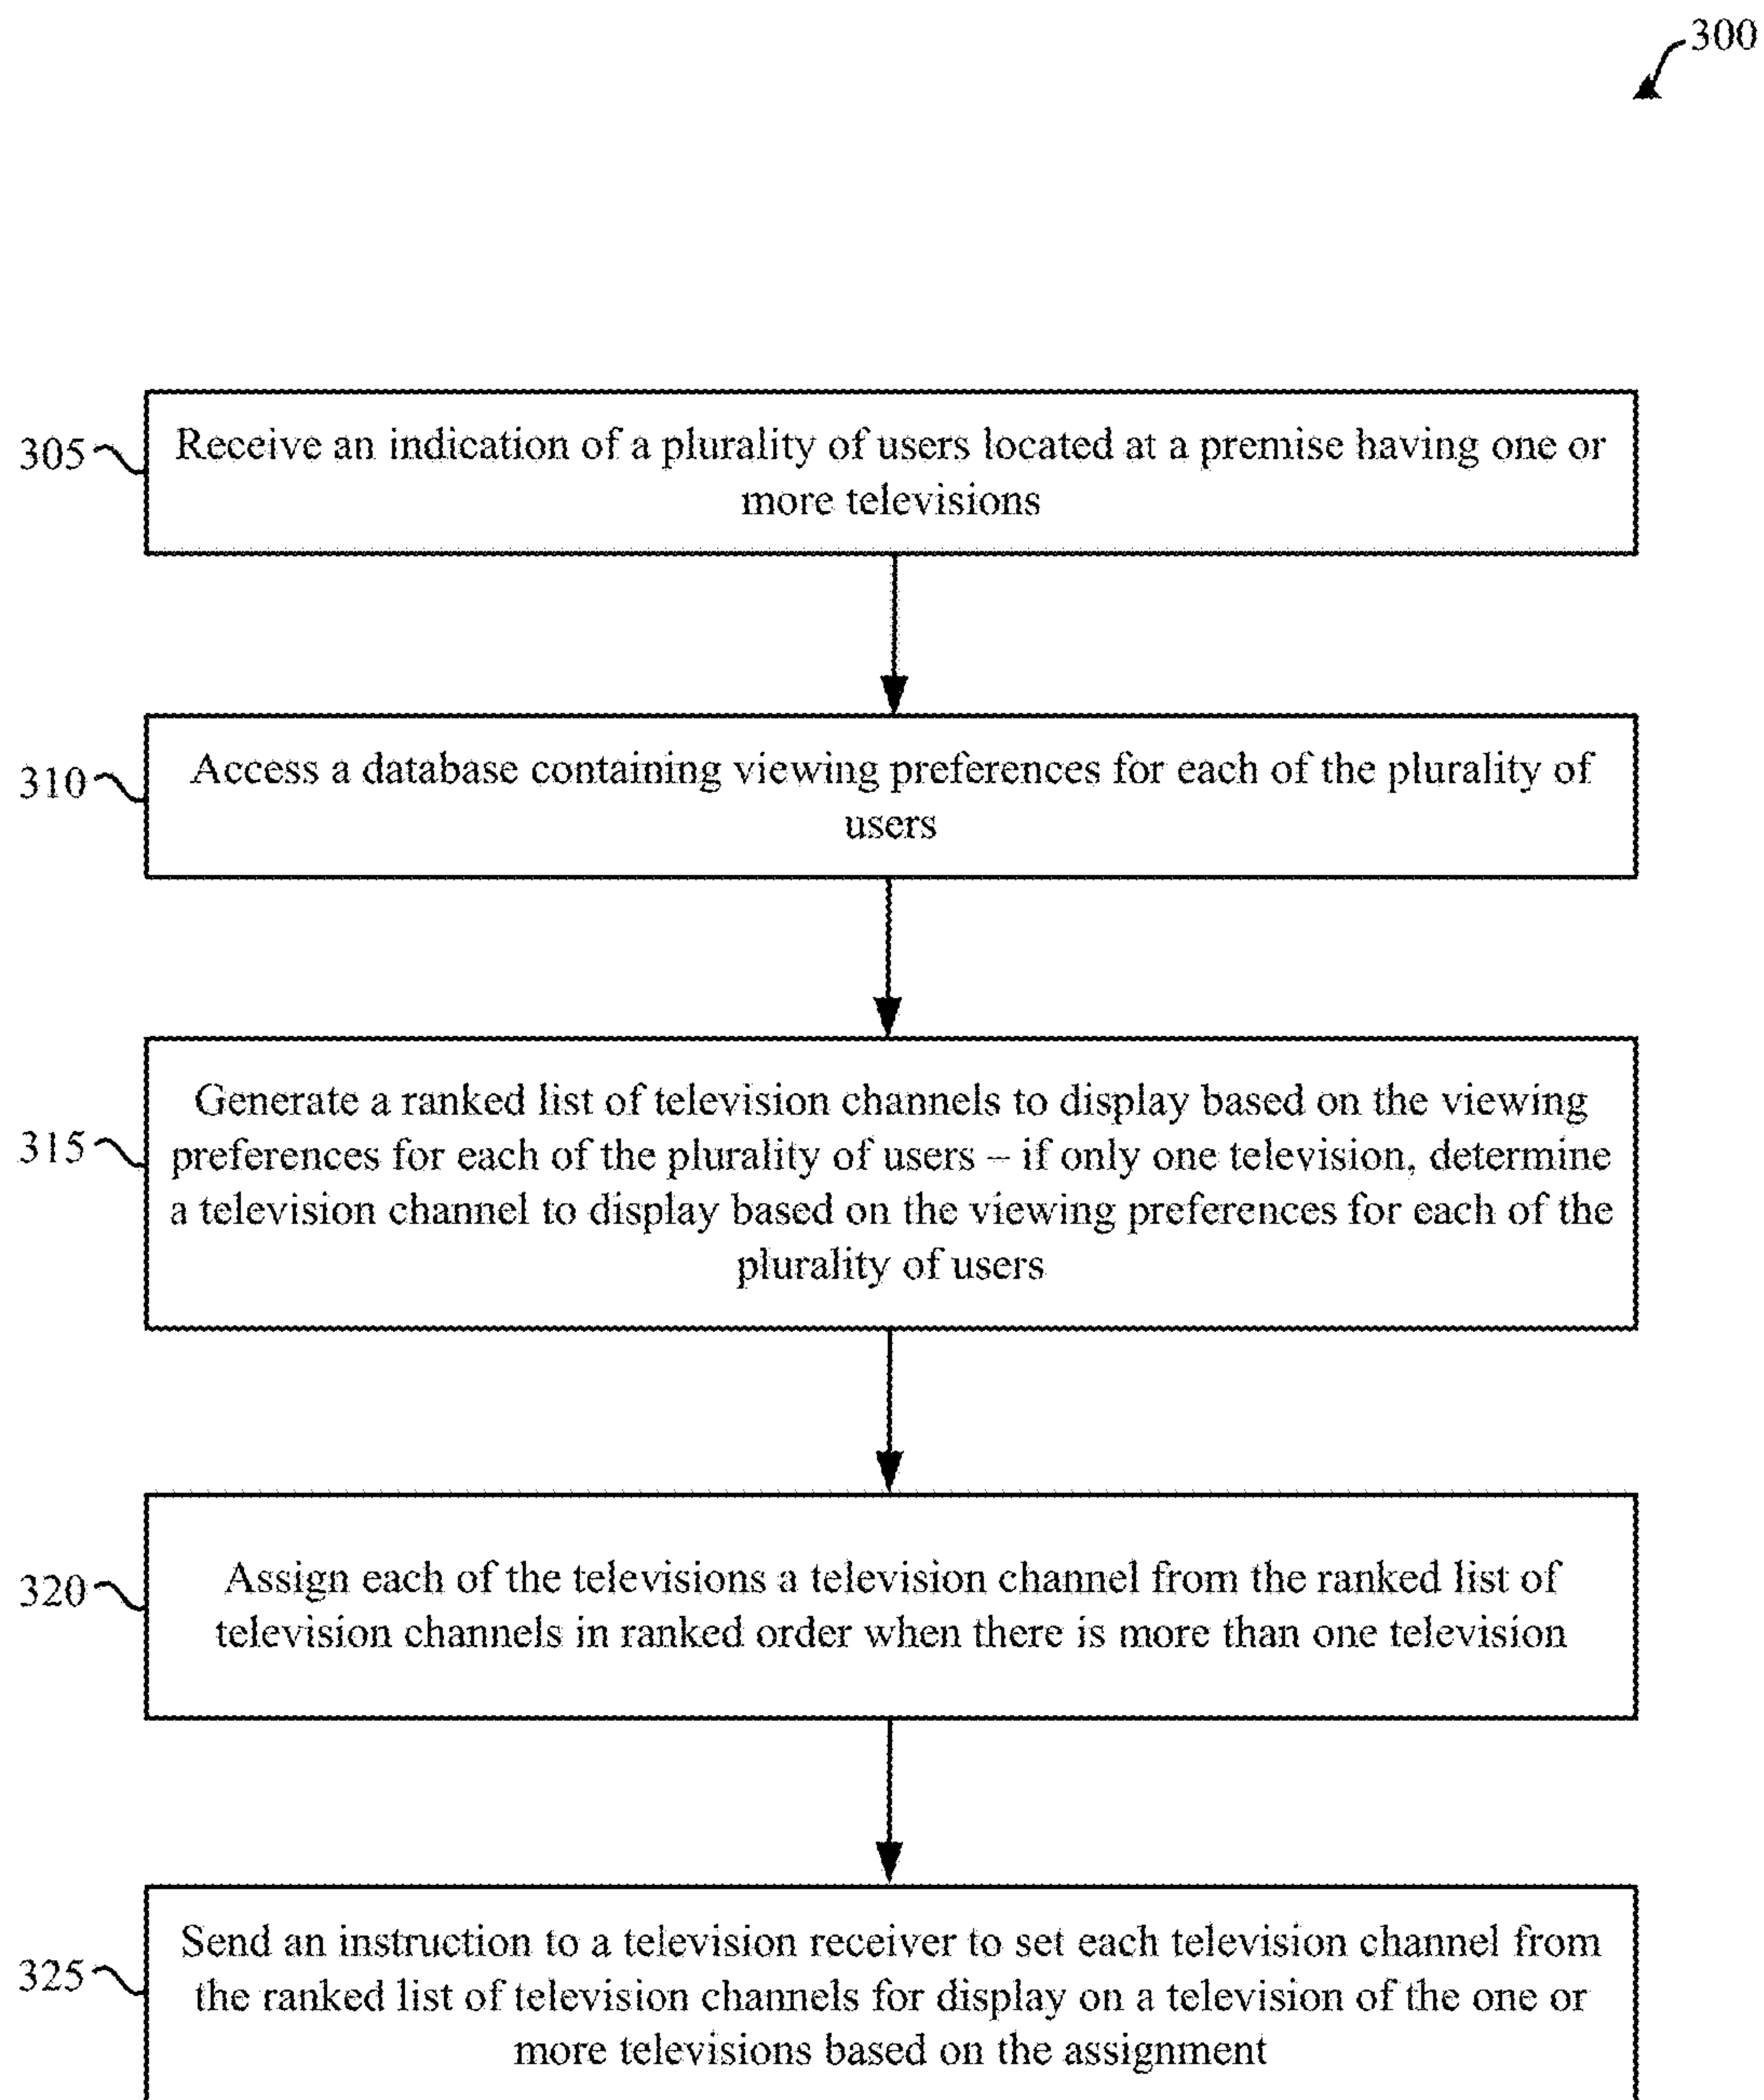 300
305
Receive an indication of a plurality of users located at a premise having one or
more televisions
310
Access a database containing viewing preferences for each of the plurality of
users
315
Generate a ranked list of television channels to display based on the viewing
preferences for each of the plurality of users – if only one television, determine
a television channel to display based on the viewing preferences for each of the
plurality of users
320
Assign each of the televisions a television channel from the ranked list of
television channels in ranked order when there is more than one television
325
Send an instruction to a television receiver to set each television channel from
the ranked list of television channels for display on a television of the one or
more televisions based on the assignment